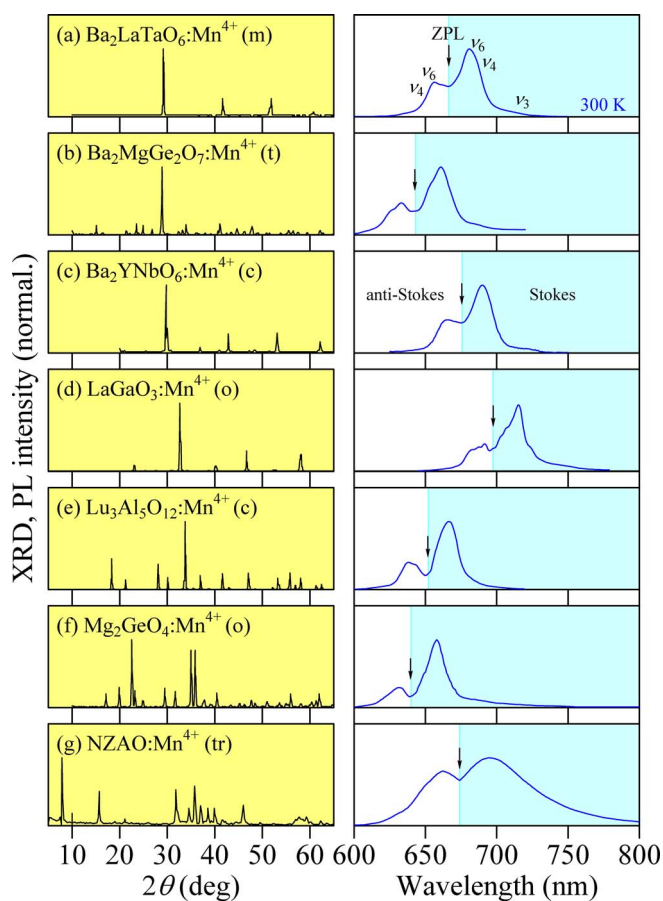 XRD, PL intensity (normal.)
(a) Ba₂LaTaO₆:Mn⁴⁺ (m)
ZPL
ν₆
ν₄
ν₆
ν₄
ν₃
300 K
(b) Ba₂MgGe₂O₇:Mn⁴⁺ (t)
(c) Ba₂YNbO₆:Mn⁴⁺ (c)
anti-Stokes
Stokes
(d) LaGaO₃:Mn⁴⁺ (o)
(e) Lu₃Al₅O₁₂:Mn⁴⁺ (c)
(f) Mg₂GeO₄:Mn⁴⁺ (o)
(g) NZAO:Mn⁴⁺ (tr)
10 20 30 40 50 60
2θ (deg)
600 650 700 750 800
Wavelength (nm)